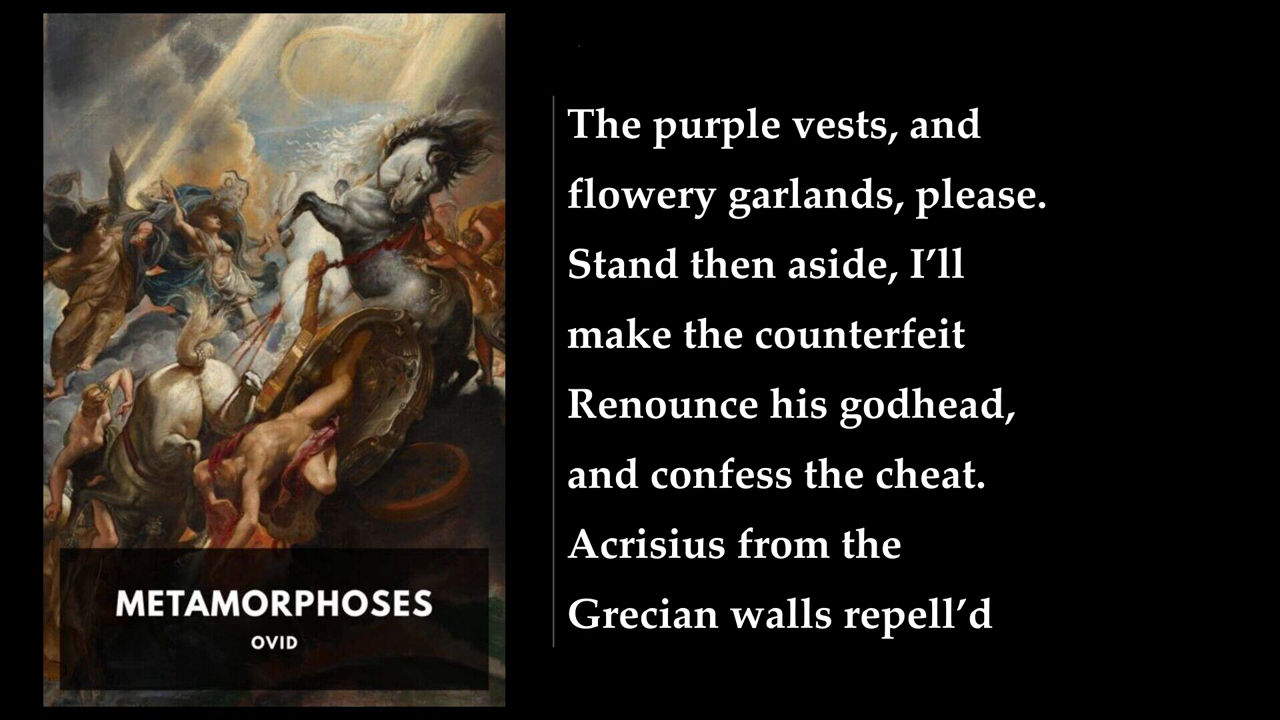 METAMORPHOSES
OVID
The purple vests, and
flowery garlands, please.
Stand then aside, I’ll
make the counterfeit
Renounce his godhead,
and confess the cheat.
Acrisius from the
Grecian walls repell’d